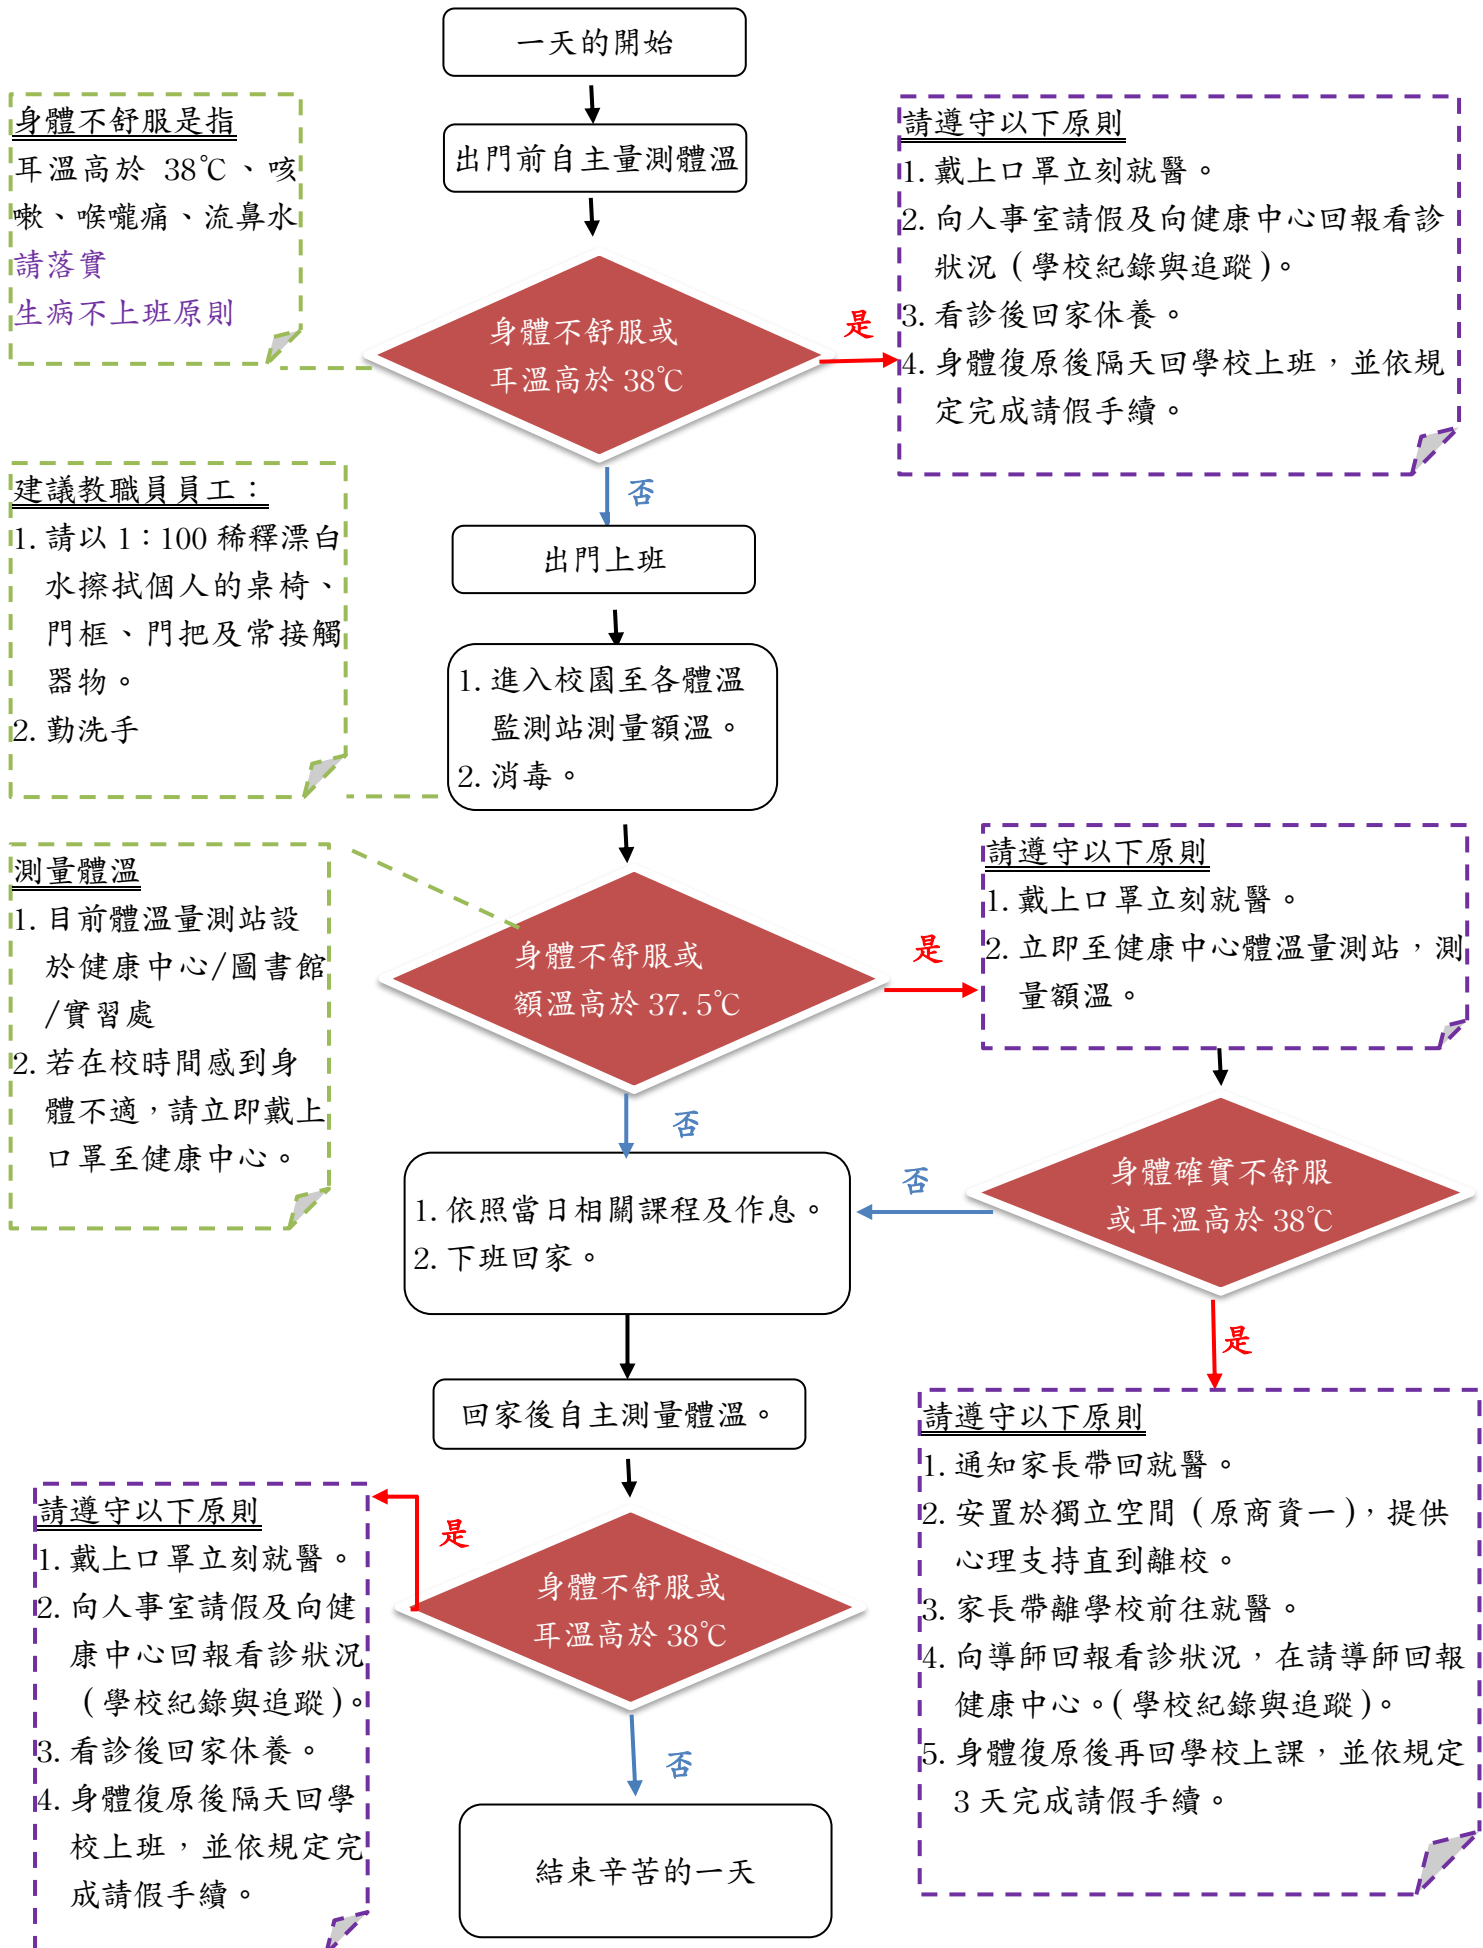 一天的開始
出門前自主量測體溫
身體不舒服是指
耳溫高於 38℃、咳
嗽、喉嚨痛、流鼻水
請落實
生病不上班原則
身體不舒服或
耳溫高於 38℃
是
請遵守以下原則
1. 戴上口罩立刻就醫。
2. 向人事室請假及向健康中心回報看診
狀況（學校紀錄與追蹤）。
3. 看診後回家休養。
4. 身體復原後隔天回學校上班，並依規
定完成請假手續。
否
出門上班
建議教職員員工：
1. 請以 1：100 稀釋漂白
水擦拭個人的桌椅、
門框、門把及常接觸
器物。
2. 勤洗手
1. 進入校園至各體溫
監測站測量額溫。
2. 消毒。
測量體溫
1. 目前體溫量測站設
於健康中心/圖書館
/實習處
2. 若在校時間感到身
體不適，請立即戴上
口罩至健康中心。
身體不舒服或
額溫高於 37.5℃
是
請遵守以下原則
1. 戴上口罩立刻就醫。
2. 立即至健康中心體溫量測站，測
量額溫。
否
1. 依照當日相關課程及作息。
2. 下班回家。
否
身體確實不舒服
或耳溫高於 38℃
是
回家後自主測量體溫。
請遵守以下原則
1. 通知家長帶回就醫。
2. 安置於獨立空間（原商資一），提供
心理支持直到離校。
3. 家長帶離學校前往就醫。
4. 向導師回報看診狀況，在請導師回報
健康中心。(學校紀錄與追蹤)。
5. 身體復原後再回學校上課，並依規定
3 天完成請假手續。
身體不舒服或
耳溫高於 38℃
是
請遵守以下原則
1. 戴上口罩立刻就醫。
2. 向人事室請假及向健
康中心回報看診狀況
（學校紀錄與追蹤）。
3. 看診後回家休養。
4. 身體復原後隔天回學
校上班，並依規定完
成請假手續。
否
結束辛苦的一天